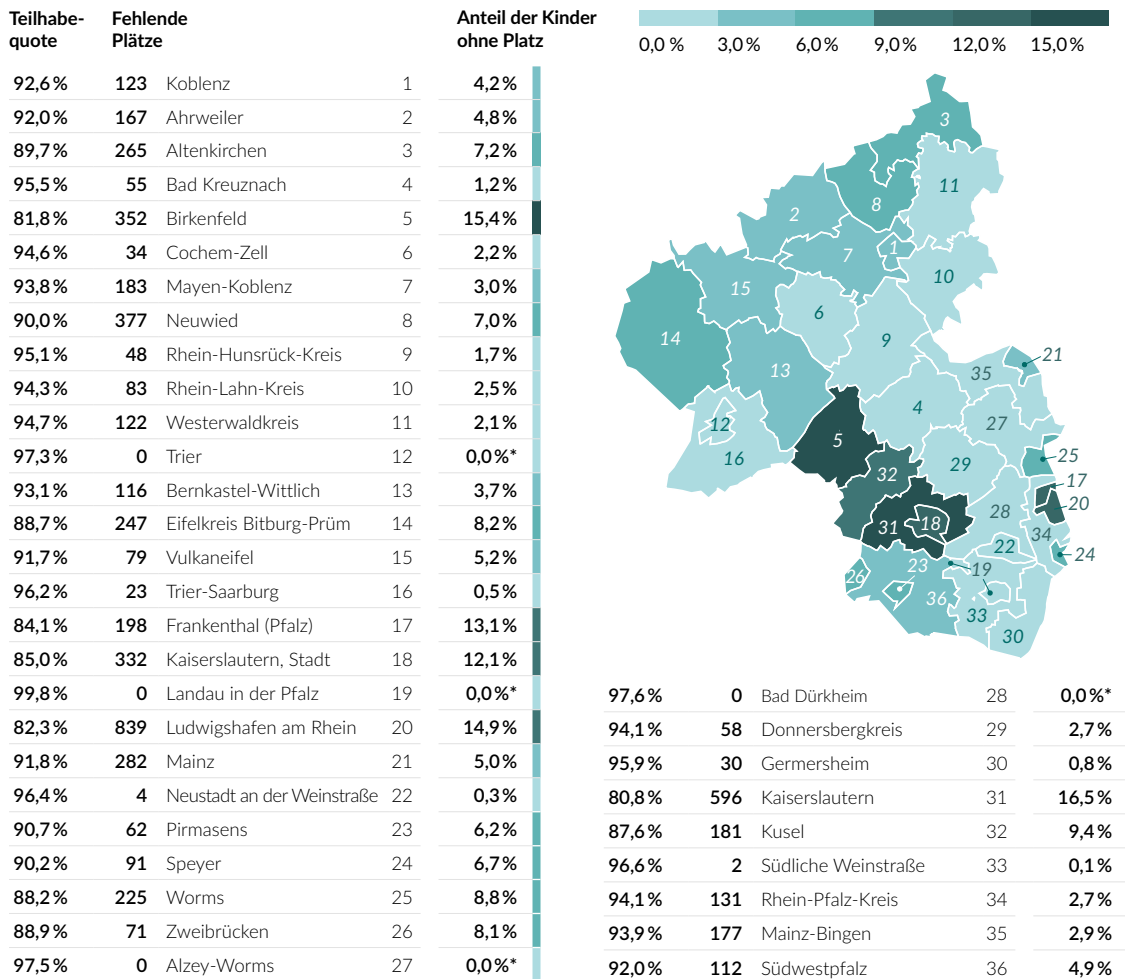 Teilhabe-
quote
Fehlende
Plätze
Anteil der Kinder
ohne Platz
0,0 % 3,0 % 6,0 % 9,0 % 12,0 % 15,0 %
92,6 % 123 Koblenz 1 4,2 %
92,0 % 167 Ahrweiler 2 4,8 %
89,7 % 265 Altenkirchen 3 7,2 %
95,5 % 55 Bad Kreuznach 4 1,2 %
81,8 % 352 Birkenfeld 5 15,4 %
94,6 % 34 Cochem-Zell 6 2,2 %
93,8 % 183 Mayen-Koblenz 7 3,0 %
90,0 % 377 Neuwied 8 7,0 %
95,1 % 48 Rhein-Hunsrück-Kreis 9 1,7 %
94,3 % 83 Rhein-Lahn-Kreis 10 2,5 %
94,7 % 122 Westerwaldkreis 11 2,1 %
97,3 % 0 Trier 12 0,0 %*
93,1 % 116 Bernkastel-Wittlich 13 3,7 %
88,7 % 247 Eifelkreis Bitburg-Prüm 14 8,2 %
91,7 % 79 Vulkaneifel 15 5,2 %
96,2 % 23 Trier-Saarburg 16 0,5 %
84,1 % 198 Frankenthal (Pfalz) 17 13,1 %
85,0 % 332 Kaiserslautern, Stadt 18 12,1 %
99,8 % 0 Landau in der Pfalz 19 0,0 %*
82,3 % 839 Ludwigshafen am Rhein 20 14,9 %
91,8 % 282 Mainz 21 5,0 %
96,4 % 4 Neustadt an der Weinstraße 22 0,3 %
90,7 % 62 Pirmasens 23 6,2 %
90,2 % 91 Speyer 24 6,7 %
88,2 % 225 Worms 25 8,8 %
88,9 % 71 Zweibrücken 26 8,1 %
97,5 % 0 Alzey-Worms 27 0,0 %*
3
11
8
2
1
7
10
15
6
14
9
21
13
35
4
12
27
5
25
16
29
32
17
20
28
31
18
34
22
24
23
19
26
36
33
30
97,6 % 0 Bad Dürkheim 28 0,0 %*
94,1 % 58 Donnersbergkreis 29 2,7 %
95,9 % 30 Germersheim 30 0,8 %
80,8 % 596 Kaiserslautern 31 16,5 %
87,6 % 181 Kusel 32 9,4 %
96,6 % 2 Südliche Weinstraße 33 0,1 %
94,1 % 131 Rhein-Pfalz-Kreis 34 2,7 %
93,9 % 177 Mainz-Bingen 35 2,9 %
92,0 % 112 Südwestpfalz 36 4,9 %